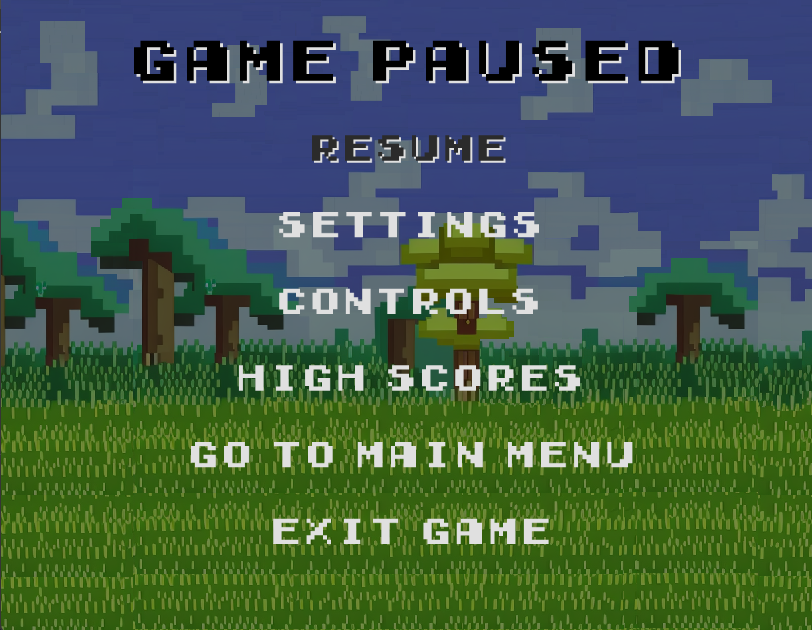 GAME PAUSED
RESUME
SETTINGS
CONTROLS
HIGH SCORES
GO TO MAIN MENU
EXIT GAME